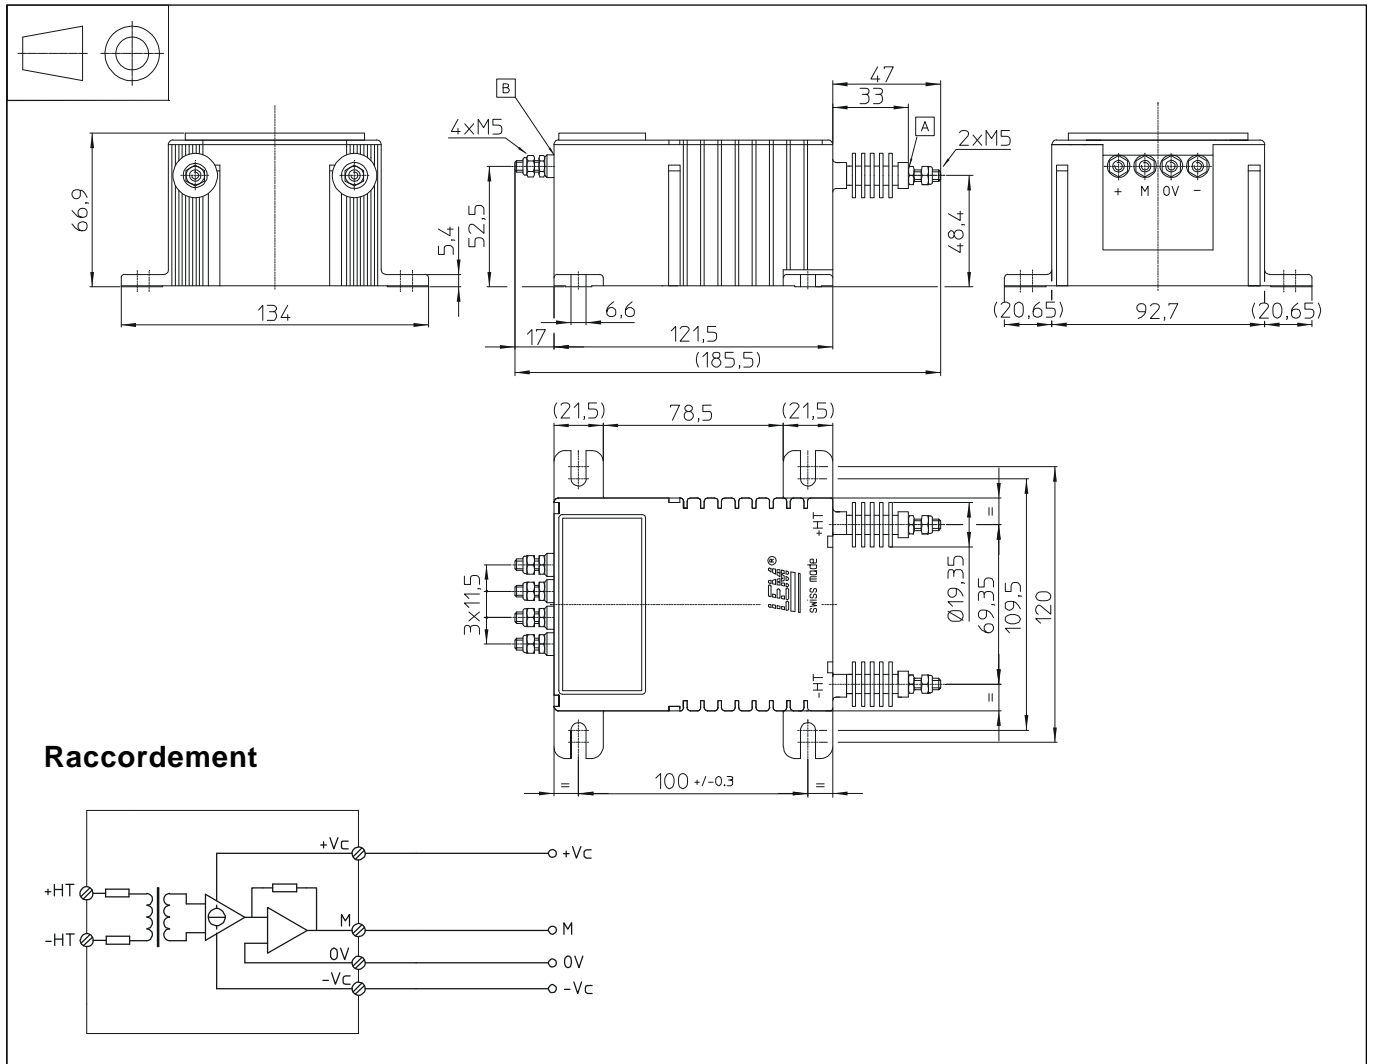 47
33
B
A
4xM5
2xM5
66,9
5,4
52,5
48,4
+ M 0V -
134
6,6
17
121,5
(185,5)
(20,65)
92,7
(20,65)
(21,5)
78,5
(21,5)
+HT
LEM®
swiss made
-HT
3x11,5
=
Ø19,35
69,35
109,5
120
=
=
100 +/-0.3
=
Raccordement
+Vc
+Vc
+HT
-HT
M
M
0V
0V
-Vc
-Vc